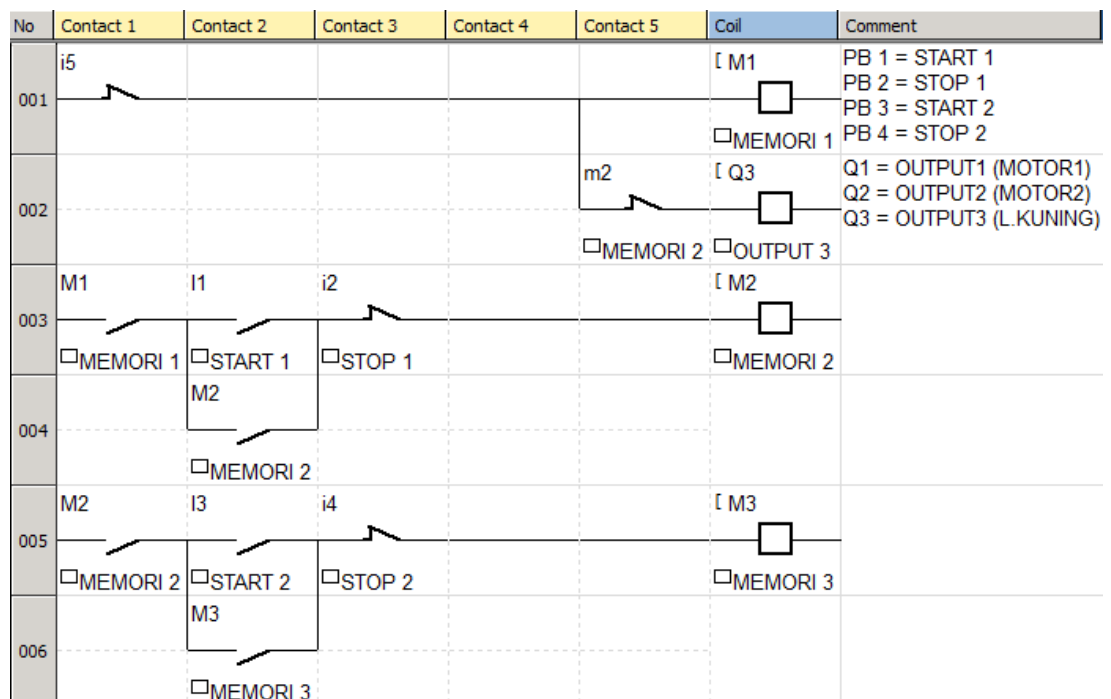 No Contact 1 Contact 2 Contact 3 Contact 4 Contact 5 Coil Comment
i5 [ M1 PB 1 = START 1
PB 2 = STOP 1
001 PB 3 = START 2
MEMORI 1 PB 4 = STOP 2
m2 [ Q3 Q1 = OUTPUT1 (MOTOR1)
Q2 = OUTPUT2 (MOTOR2)
002 Q3 = OUTPUT3 (L.KUNING)
MEMORI 2 OUTPUT 3
M1 I1 i2 [ M2
003
MEMORI 1 START 1 STOP 1 MEMORI 2
M2
004
MEMORI 2
M2 I3 i4 [ M3
005
MEMORI 2 START 2 STOP 2 MEMORI 3
M3
006
MEMORI 3